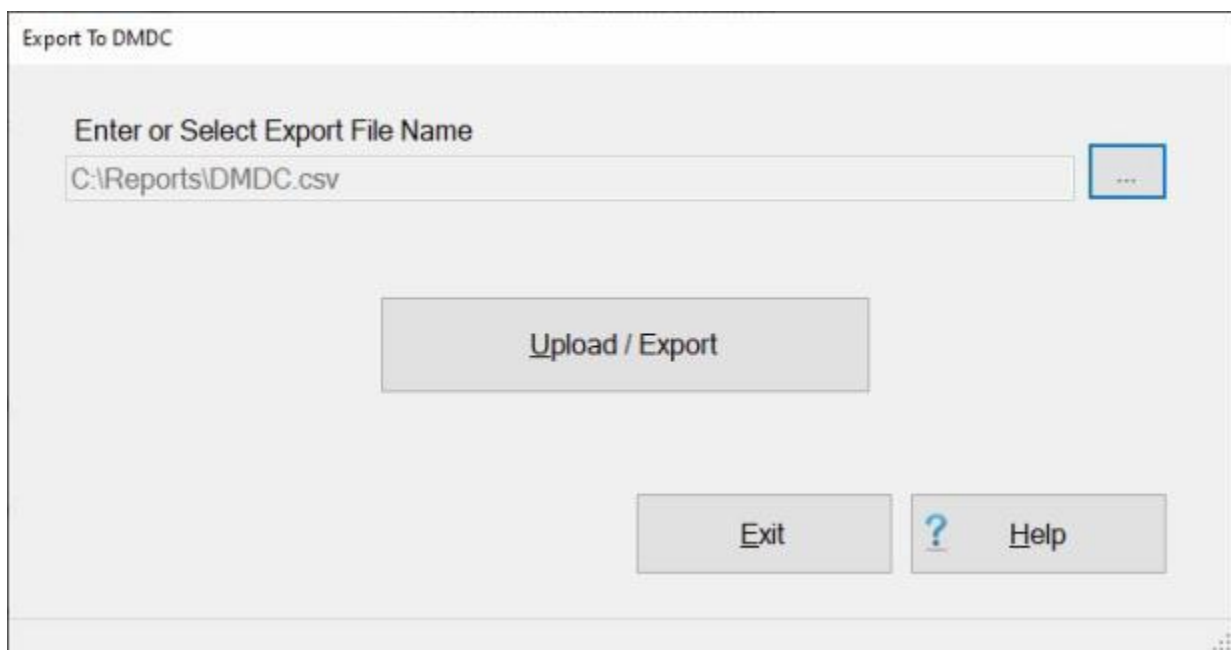 Export To DMDC
Enter or Select Export File Name
C:\Reports\DMDC.csv
...
Upload / Export
Exit
? Help